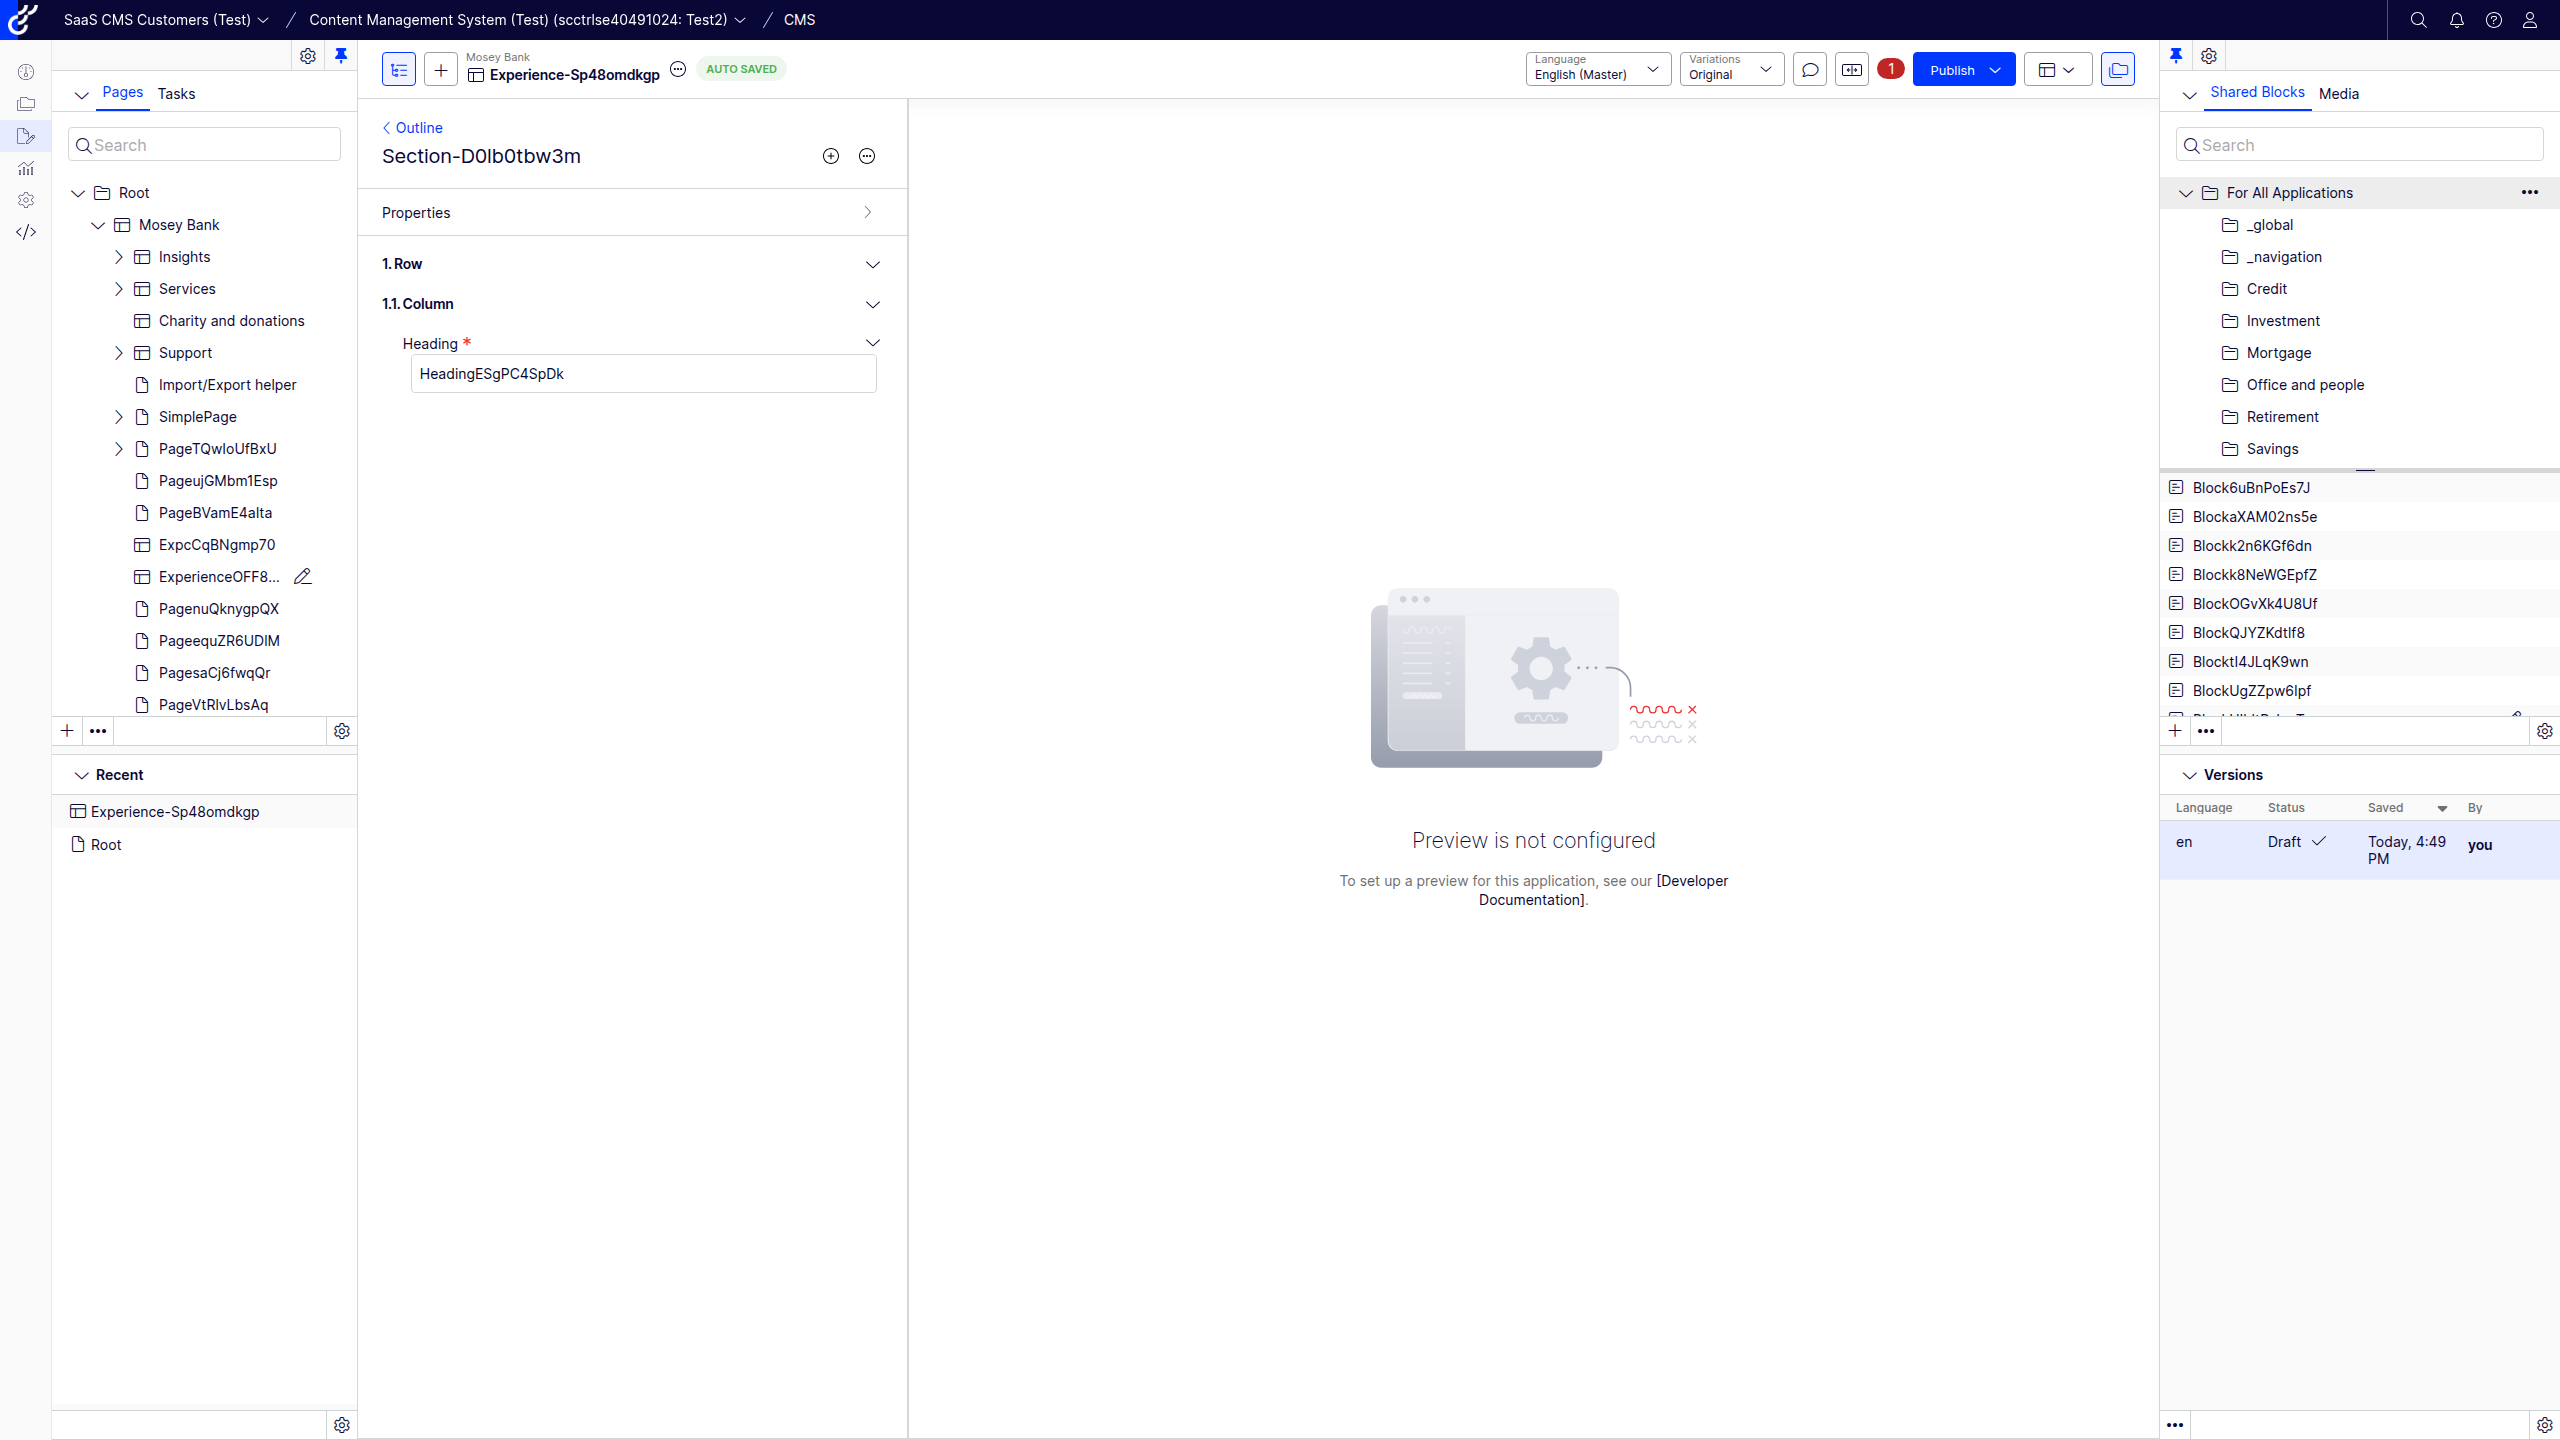 SaaS CMS Customers (Test)
Content Management System (Test) (scctrlse40491024: Test2)
CMS
Pages
Tasks
Search
Root
Mosey Bank
Insights
Services
Charity and donations
Support
Import/Export helper
SimplePage
PageTQwIoUfBxU
PageujGMbm1Esp
PageBVamE4aIta
ExpcCqBNgmp70
ExperienceOFF8...
PagenuQknygpQX
PageequZR6UDIM
PagesaCj6fwqQr
PageVtRlvLbsAq
Recent
Experience-Sp48omdkgp
Root
Mosey Bank
Experience-Sp48omdkgp
AUTO SAVED
Language
English (Master)
Variations
Original
1
Publish
Outline
Section-D0lb0tbw3m
Properties
1. Row
1.1. Column
Heading *
HeadingESgPC4SpDk
Preview is not configured
To set up a preview for this application, see our [Developer
Documentation].
Shared Blocks
Media
Search
For All Applications
_global
_navigation
Credit
Investment
Mortgage
Office and people
Retirement
Savings
Block6uBnPoEs7J
BlockaXAM02ns5e
Blockk2n6KGf6dn
Blockk8NeWGEpfZ
BlockOGvXk4U8Uf
BlockQJYZKdtIf8
BlocktI4JLqK9wn
BlockUgZZpw6Ipf
Versions
Language
Status
Saved
By
en
Draft
Today, 4:49
PM
you